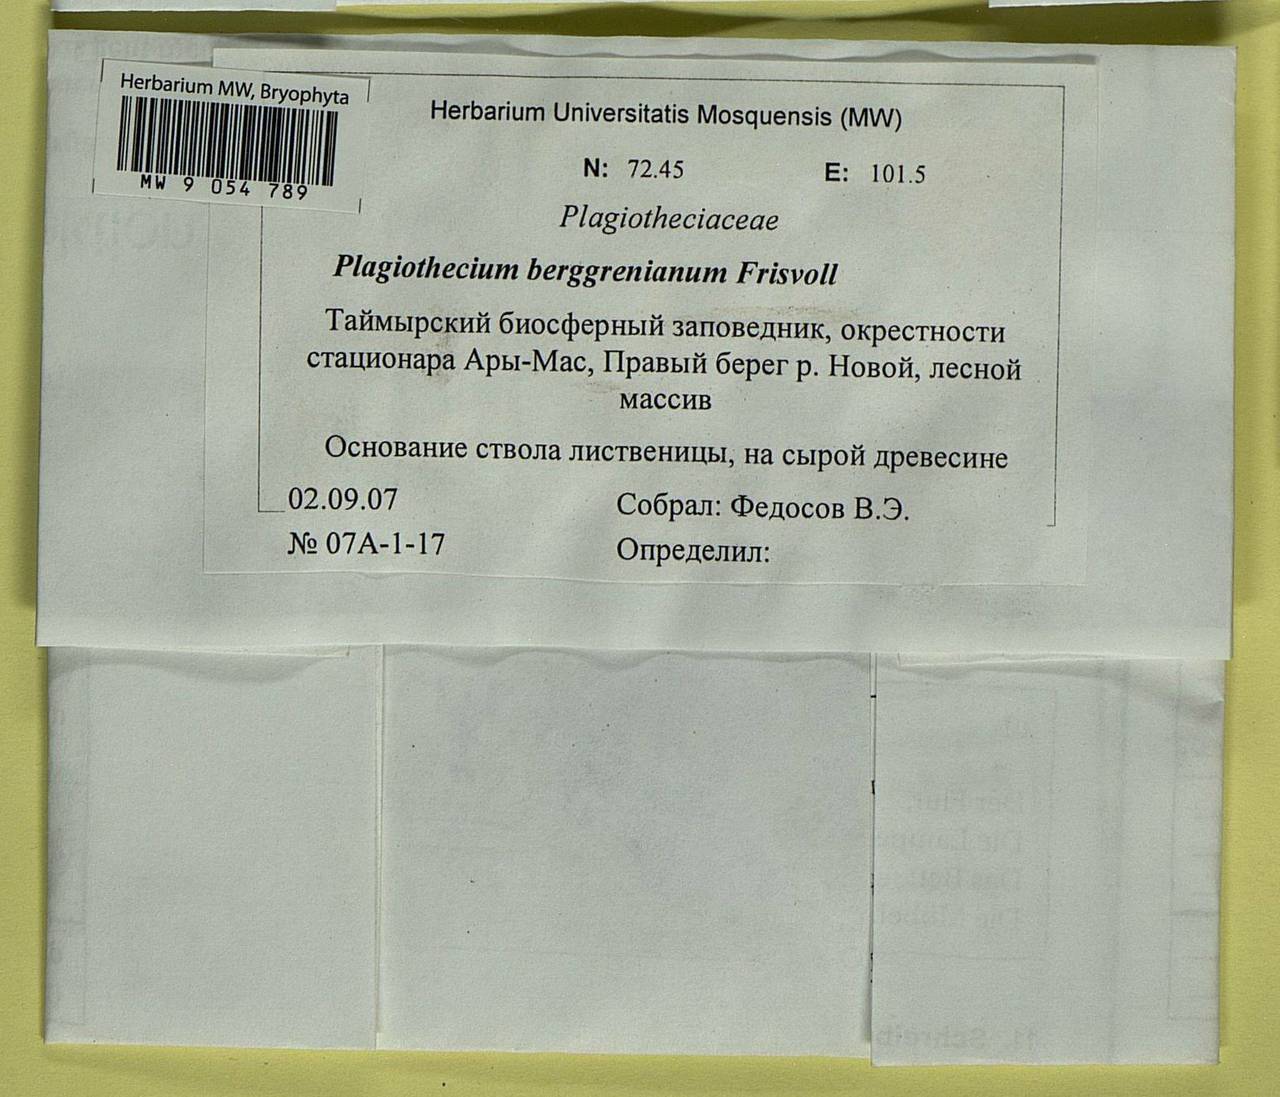 Herbarium MW, Bryophyta
MW 9 054 789
Herbarium Universitatis Mosquensis (MW)
N: 72.45 E: 101.5
Plagiotheciaceae
Plagiothecium berggrenianum Frisvoll
Таймырский биосферный заповедник, окрестности
стационара Ары-Мас, Правый берег р. Новой, лесной
массив
Основание ствола лиственицы, на сырой древесине
02.09.07 Собрал: Федосов В.Э.
№ 07А-1-17 Определил: